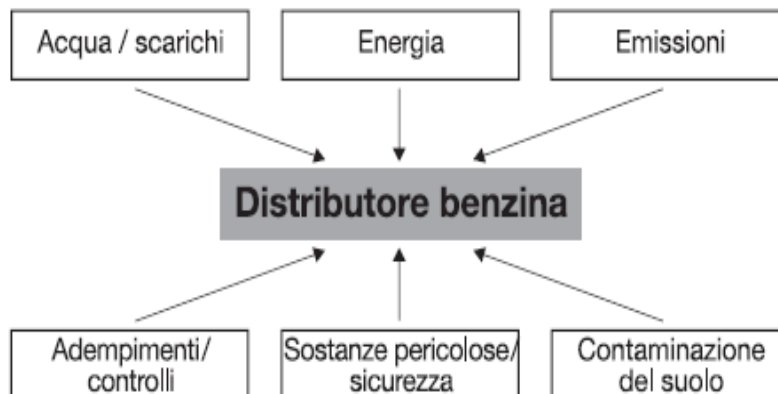 Acqua / scarichi
Energia
Emissioni
Distributore benzina
Adempimenti/
controlli
Sostanze pericolose/
sicurezza
Contaminazione
del suolo